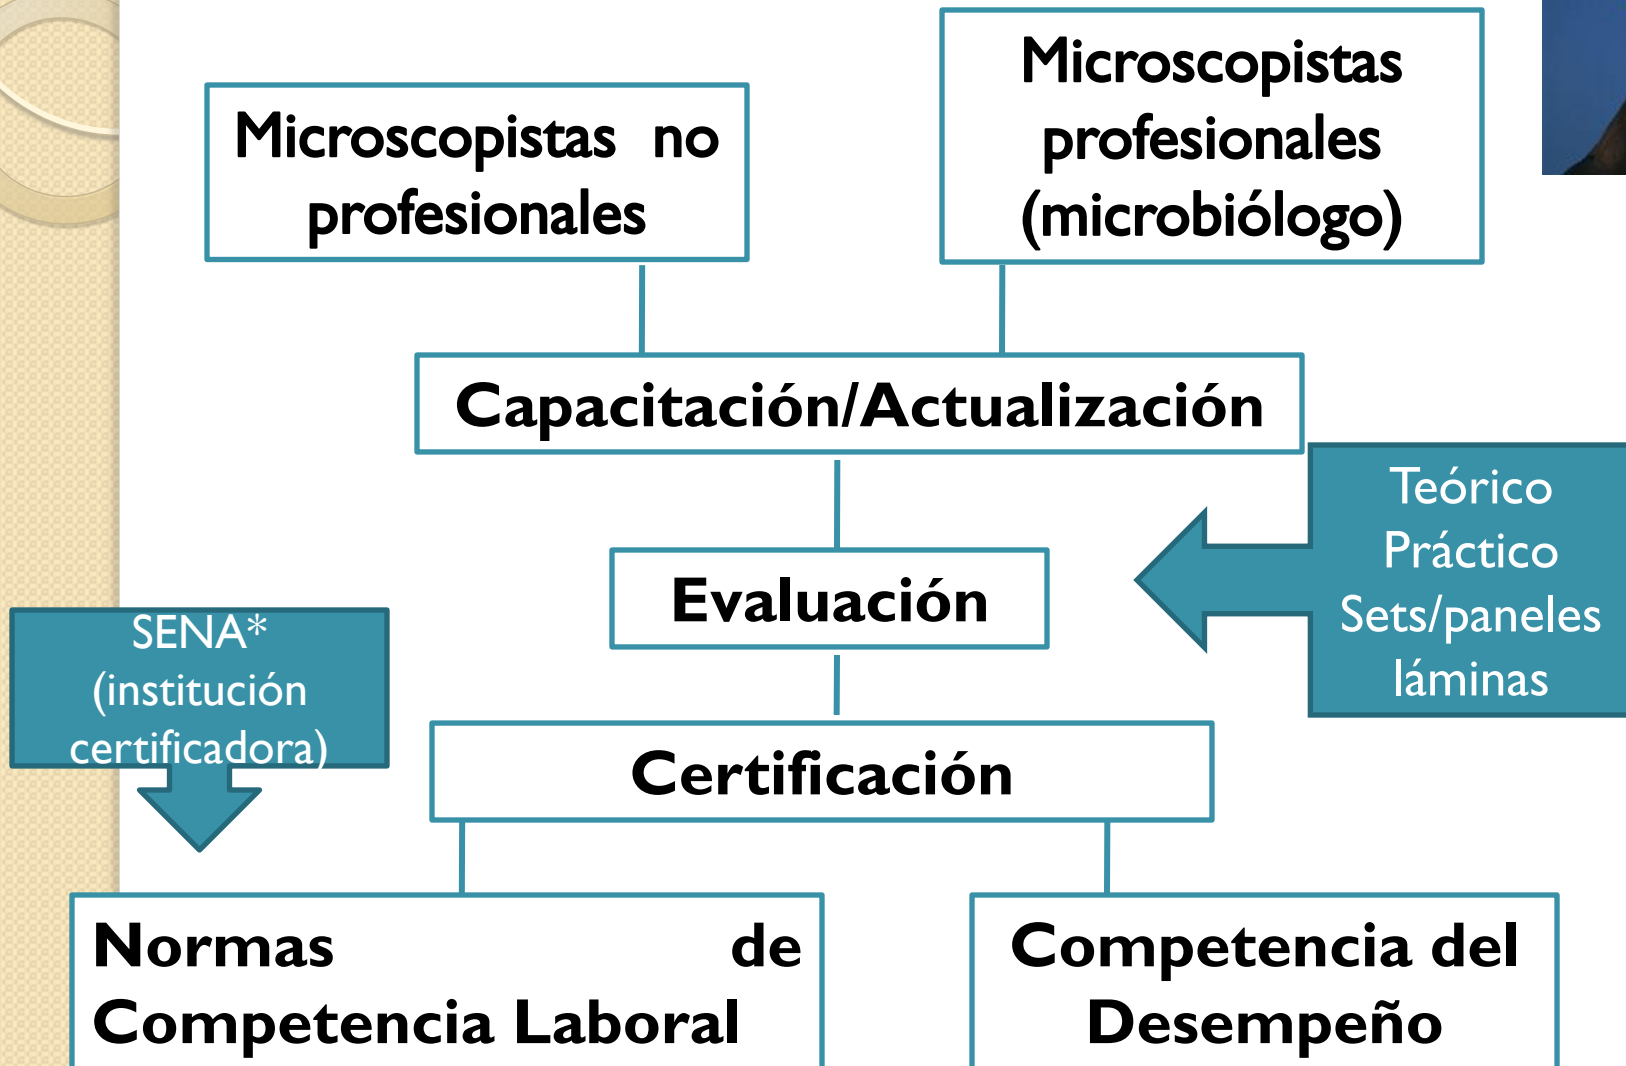 Microscopistas no
profesionales
Microscopistas
profesionales
(microbiólogo)
Capacitación/Actualización
Teórico
Práctico
Sets/paneles
láminas
Evaluación
SENA*
(institución
certificadora)
Certificación
Normas de
Competencia Laboral
Competencia del
Desempeño